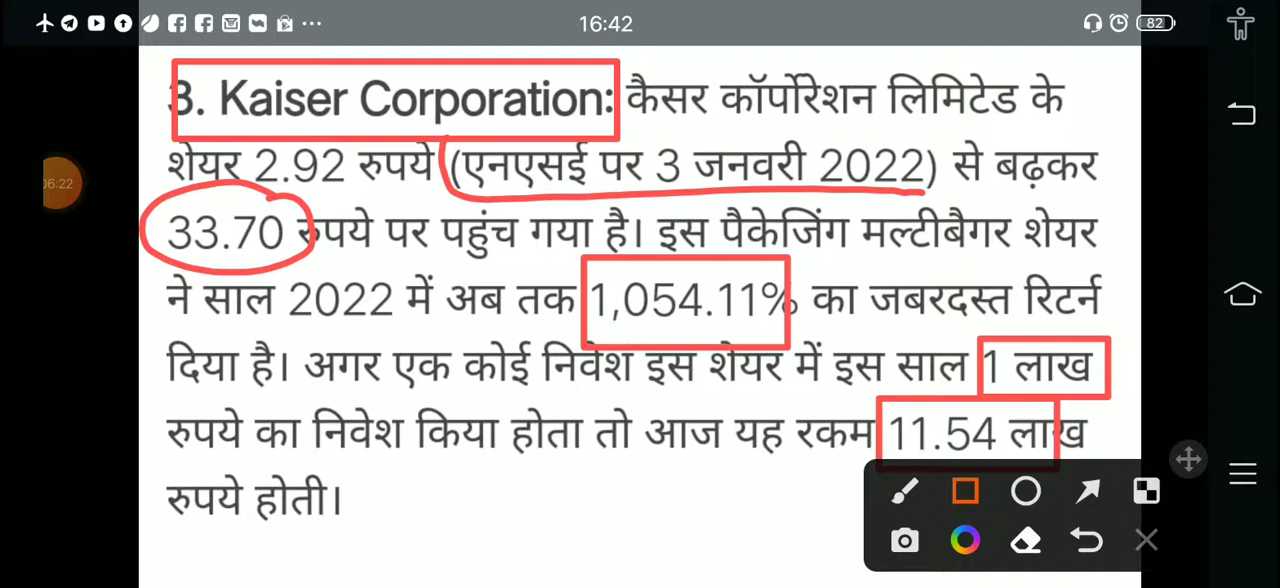 16:42
82
06:22
3. Kaiser Corporation: कैसर कॉर्पोरेशन लिमिटेड के
शेयर 2.92 रुपये (एनएसई पर 3 जनवरी 2022) से बढ़कर
33.70 रुपये पर पहुंच गया है। इस पैकेजिंग मल्टीबैगर शेयर
ने साल 2022 में अब तक 1,054.11% का जबरदस्त रिटर्न
दिया है। अगर एक कोई निवेश इस शेयर में इस साल 1 लाख
रुपये का निवेश किया होता तो आज यह रकम 11.54 लाख
रुपये होती।